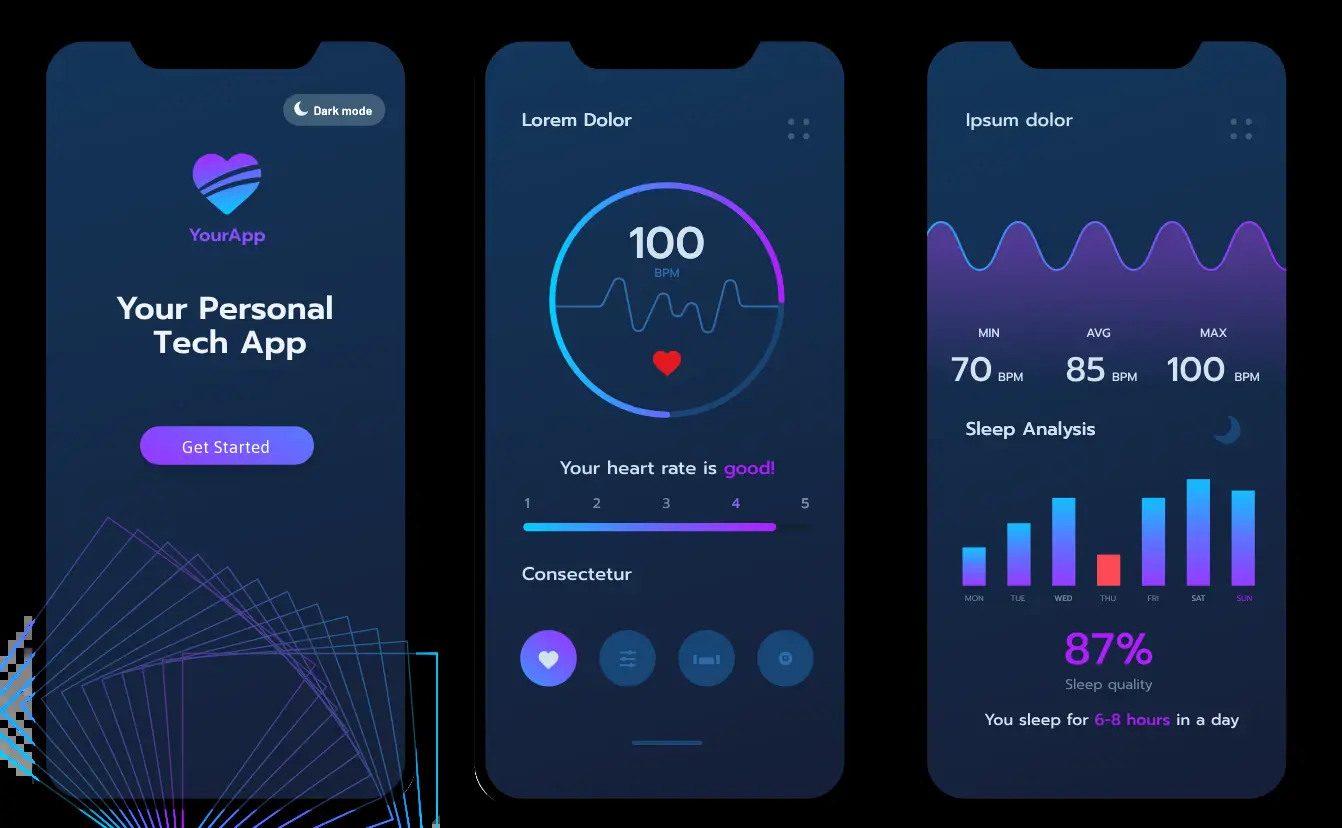 Dark mode
YourApp
Your Personal
Tech App
Get Started
Lorem Dolor
100
BPM
Your heart rate is good!
1 2 3 4 5
Consectetur
Ipsum dolor
MIN AVG MAX
70 BPM 85 BPM 100 BPM
Sleep Analysis
MON TUE WED THU FRI SAT SUN
87%
Sleep quality
You sleep for 6-8 hours in a day